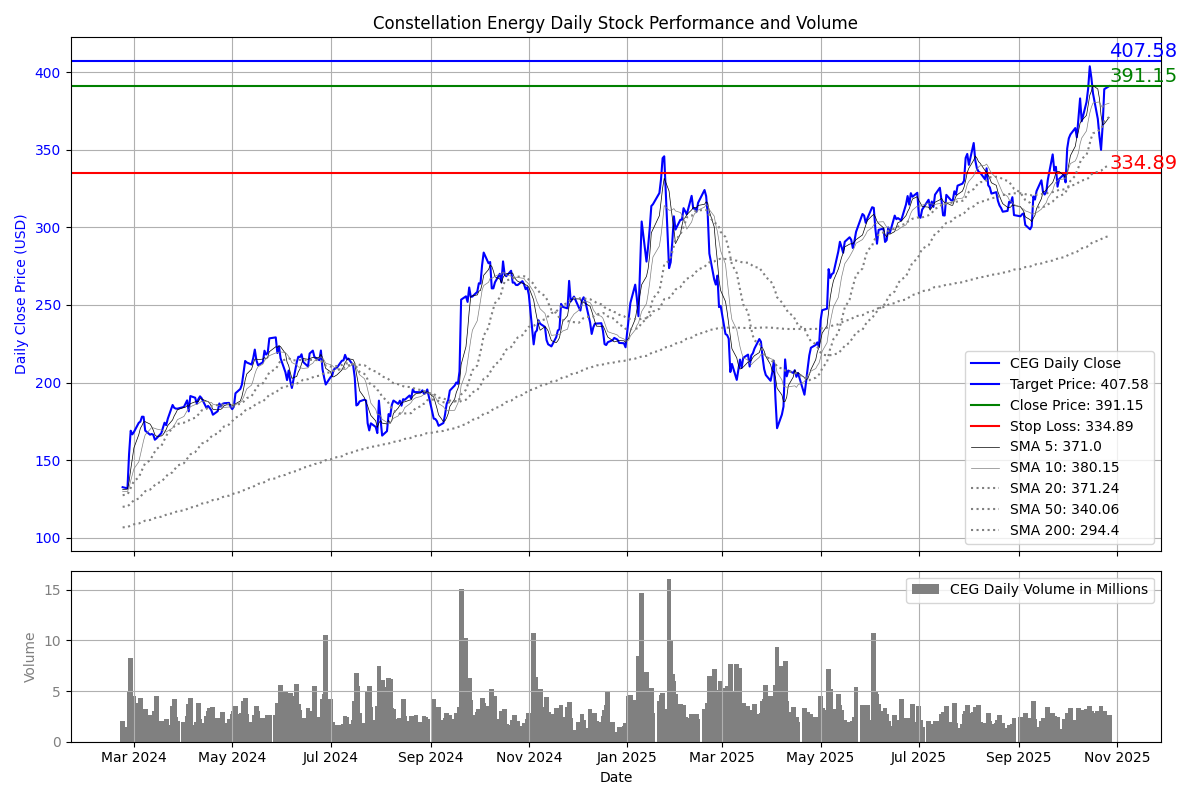 Constellation Energy Daily Stock Performance and Volume
407.58
400
391.15
350
334.89
300
250
200
150
100
Daily Close Price (USD)
CEG Daily Close
Target Price: 407.58
Close Price: 391.15
Stop Loss: 334.89
SMA 5: 371.0
SMA 10: 380.15
SMA 20: 371.24
SMA 50: 340.06
SMA 200: 294.4
CEG Daily Volume in Millions
15
10
5
0
Volume
Mar 2024 May 2024 Jul 2024 Sep 2024 Nov 2024 Jan 2025 Mar 2025 May 2025 Jul 2025 Sep 2025 Nov 2025
Date